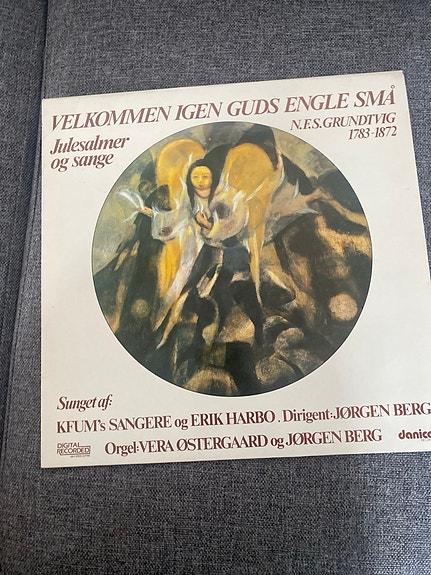 VELKOMMEN IGEN GUDS ENGLE SMÅ
Julesalmer
og sange
N.F.S. GRUNDTVIG
1783-1872
Sunget af:
KFUM's SANGERE og ERIK HARBO. Dirigent: JØRGEN BERG
Orgel: VERA ØSTERGAARD og JØRGEN BERG
DIGITAL
RECORDED
danica